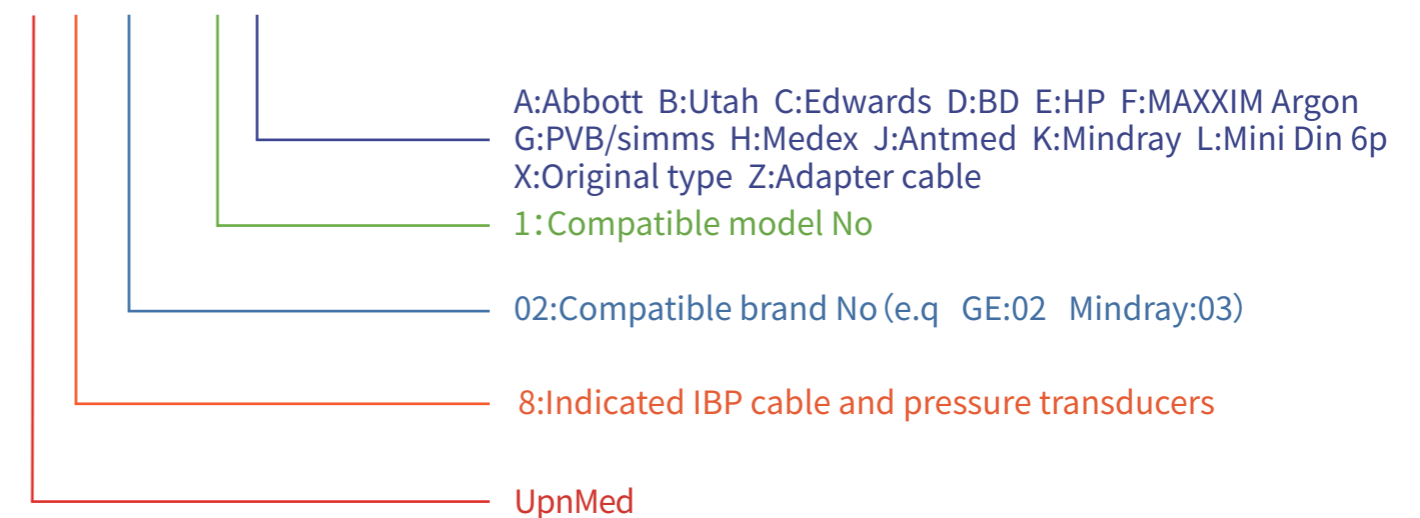 A:Abbott B:Utah C:Edwards D:BD E:HP F:MAXXIM Argon
G:PVB/simms H:Medex J:Antmed K:Mindray L:Mini Din 6p
X:Original type Z:Adapter cable
1：Compatible model No
02:Compatible brand No（e.q GE:02 Mindray:03）
8:Indicated IBP cable and pressure transducers
UpnMed